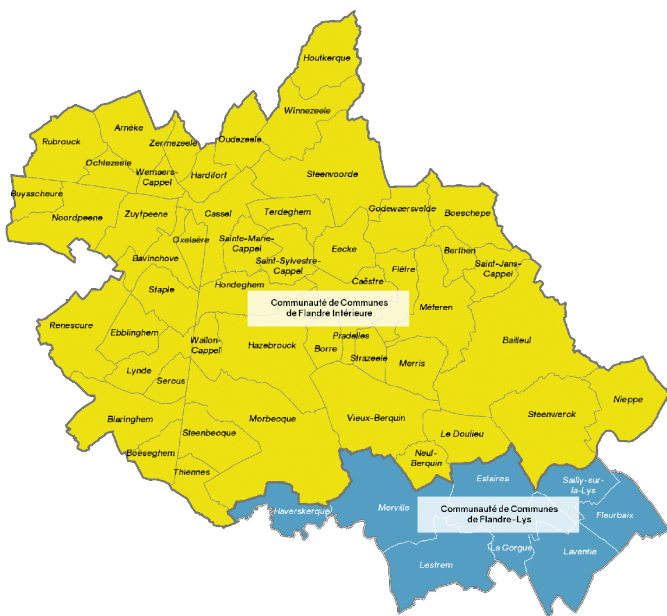 Houtkerque
Winnezeele
Arnèke
Rubrouck
Zermezeele
Oudezeele
Ochtezeele
Wemaers-
Cappel
Hardifort
Steenvoorde
Buysscheure
Noordpeene
Zuytpeene
Cassel
Terdeghem
Godewaersvelde
Boeschepe
Oxelaëre
Sainte-Marie-
Cappel
Eecke
Berthen
Bavinchove
Saint-Sylvestre-
Cappel
Flêtre
Saint-Jans-
Cappel
Staple
Hondeghem
Caëstre
Communauté de Communes
de Flandre Intérieure
Météren
Renescure
Ebblinghem
Wallon-
Cappel
Hazebrouck
Borre
Pradelles
Strazeele
Merris
Bailleul
Lynde
Sercus
Nieppe
Blaringhem
Morbecque
Vieux-Berquin
Steenwerck
Steenbecque
Le Doulieu
Boëseghem
Neuf-
Berquin
Thiennes
Estaires
Sailly-sur-
la-Lys
Haverskerque
Merville
Communauté de Communes
de Flandre-Lys
Fleurbaix
La Gorgue
Laventie
Lestrem